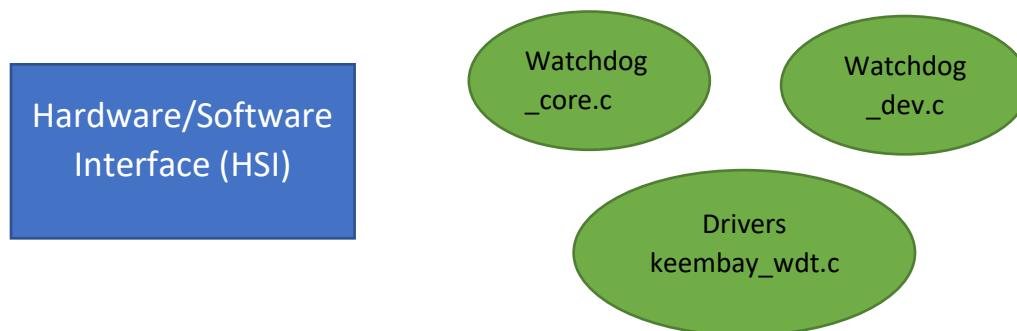 Hardware/Software
Interface (HSI)
Watchdog
_core.c
Watchdog
_dev.c
Drivers
keembay_wdt.c